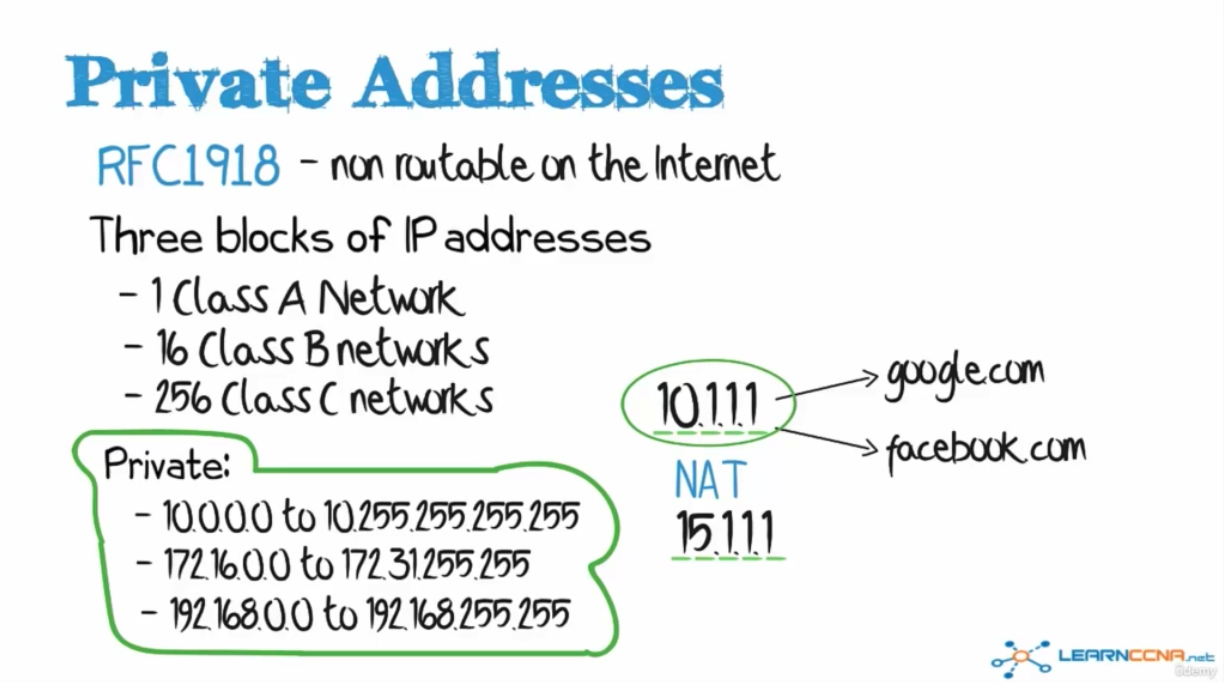 Private Addresses
RFC1918 - non routable on the Internet
Three blocks of IP addresses
- 1 Class A Network
- 16 Class B networks
- 256 Class C networks
Private:
- 10.0.0.0 to 10.255.255.255.255
- 172.16.0.0 to 172.31.255.255
- 192.168.0.0 to 192.168.255.255
10.1.1.1
google.com
facebook.com
NAT
15.1.1.1
LEARNCCNA.net
ûdemy